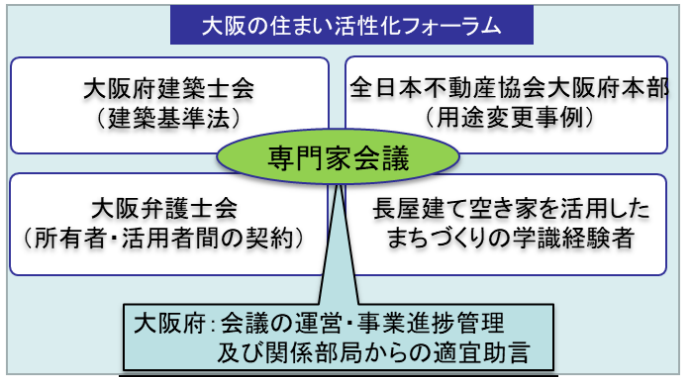 大阪の住まい活性化フォーラム
大阪府建築士会
（建築基準法）
全日本不動産協会大阪府本部
（用途変更事例）
専門家会議
大阪弁護士会
（所有者・活用者間の契約）
長屋建て空き家を活用した
まちづくりの学識経験者
大阪府：会議の運営・事業進捗管理
及び関係部局からの適宜助言